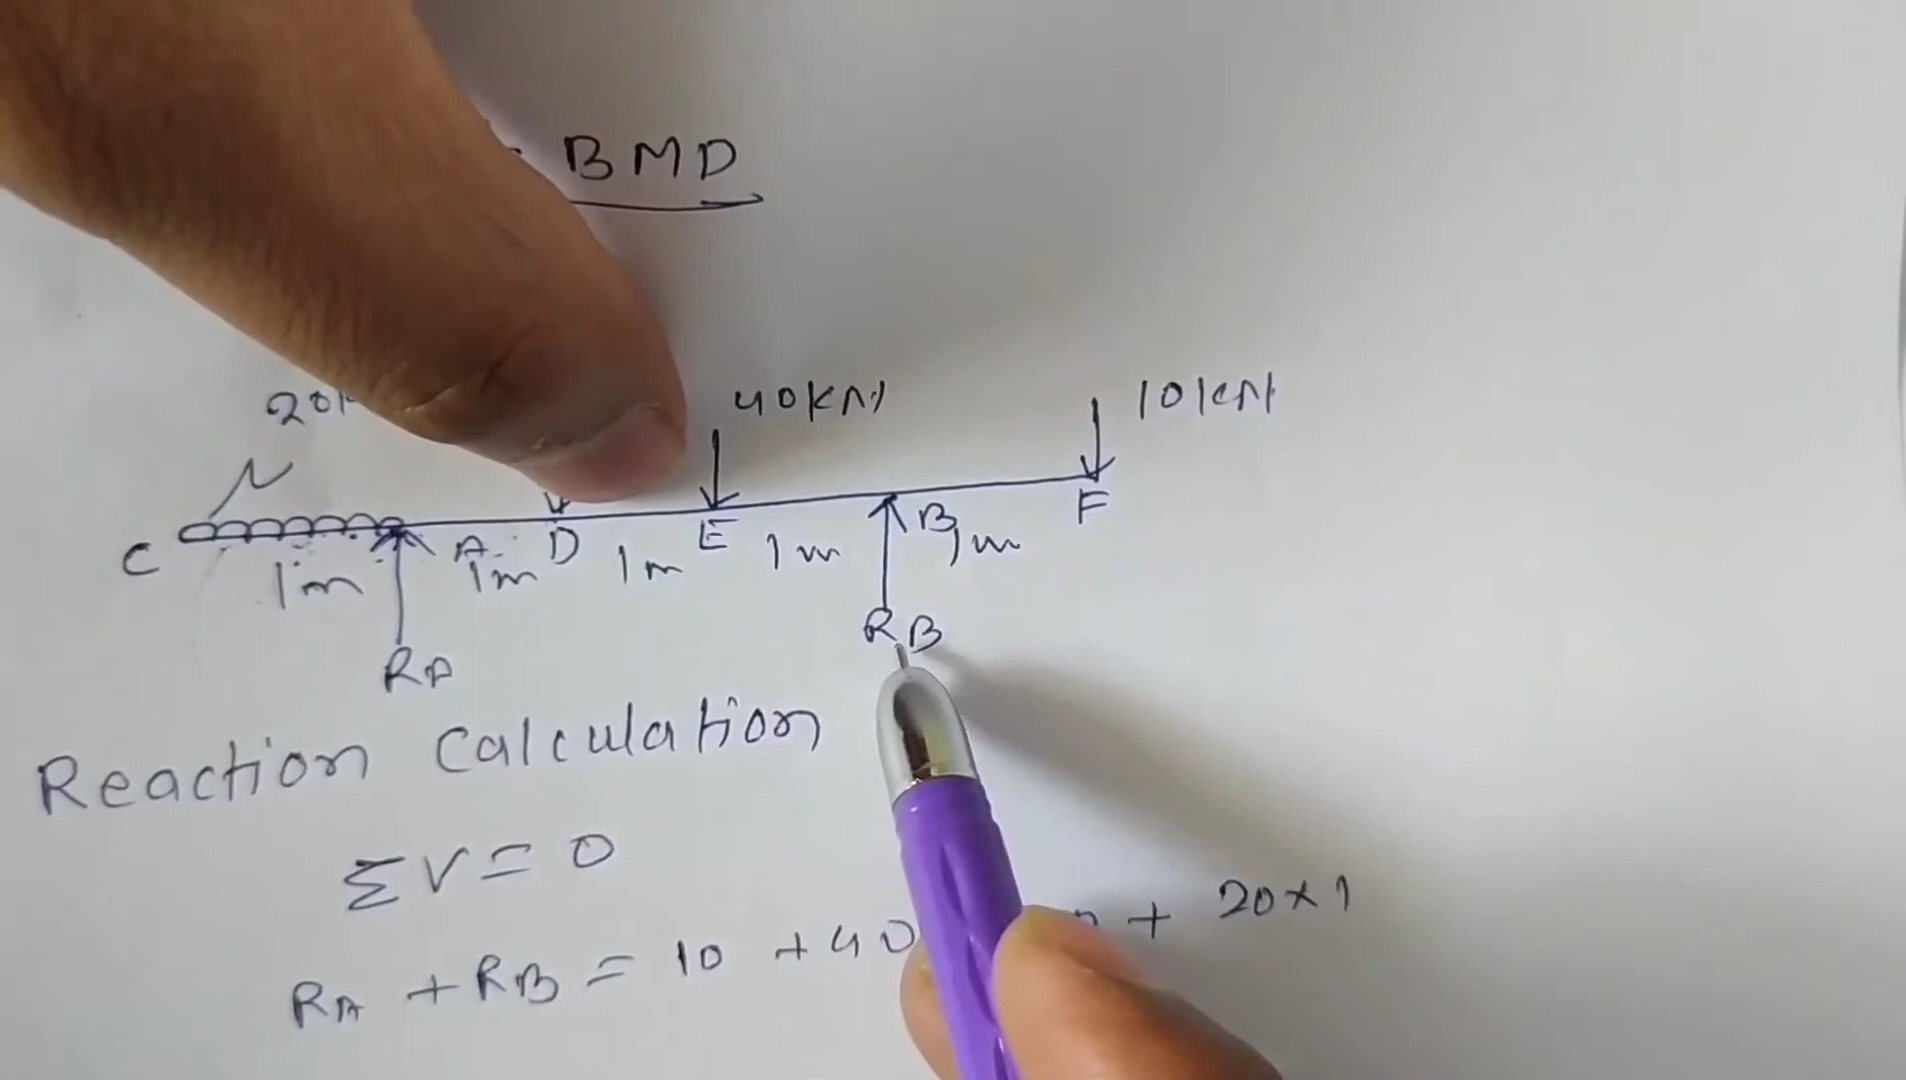 BMD
40kN
10kN
C
A
D
E
B
F
1m
1m
1m
1m
1m
RA
RB
Reaction Calculation
ΣV=0
RA + RB = 10 + 40 + 20×1